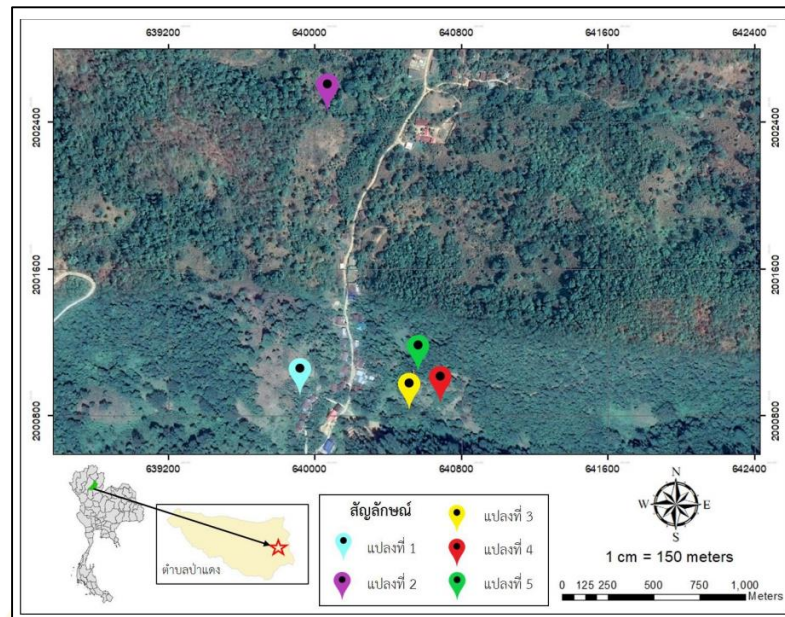 639200 640000 640800 641600 642400
2002400 2002400
2001600 2001600
2000800 2000800
639200 640000 640800 641600 642400
สัญลักษณ์
แปลงที่ 1
แปลงที่ 2
แปลงที่ 3
แปลงที่ 4
แปลงที่ 5
ตำบลป่าแดง
N
W E
S
1 cm = 150 meters
0 125 250 500 750 1,000
Meters